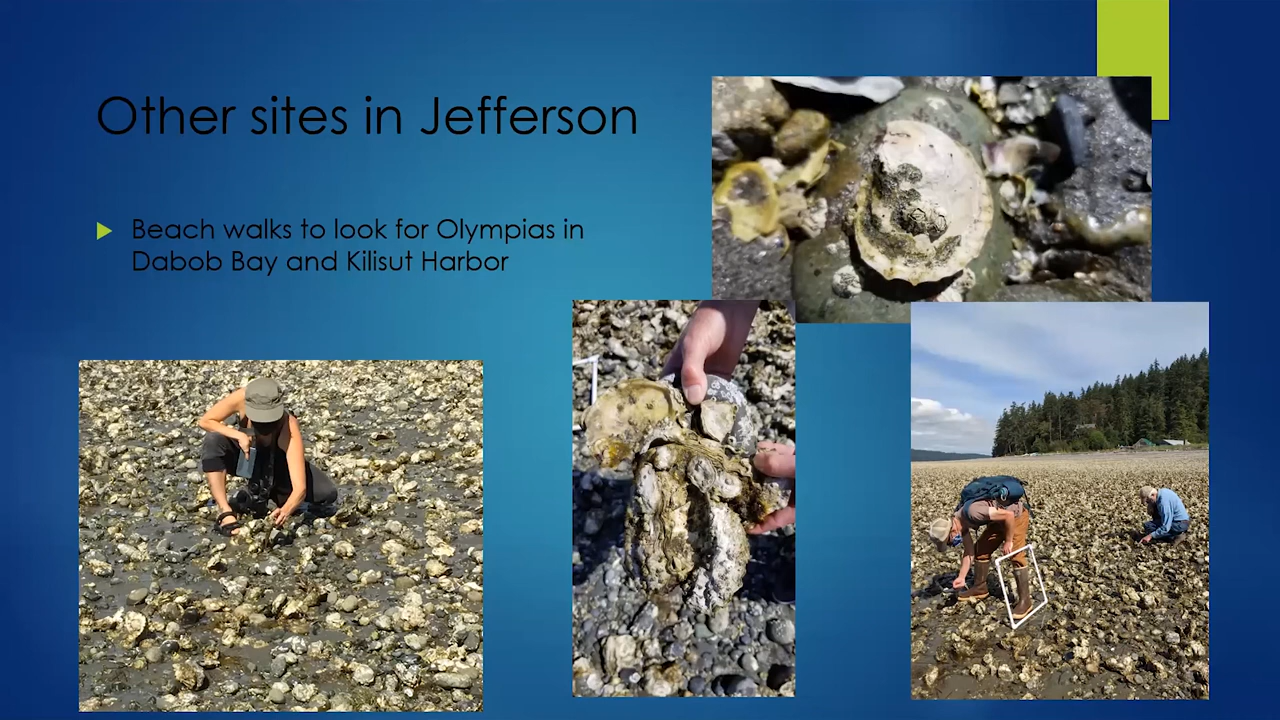 Other sites in Jefferson
Beach walks to look for Olympias in
Dabob Bay and Kilisut Harbor